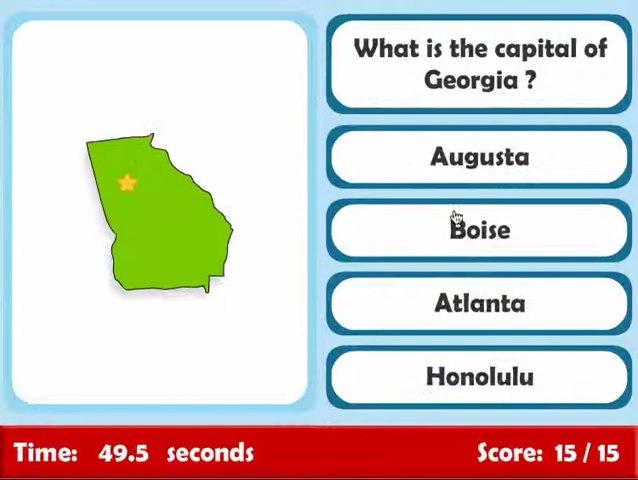 What is the capital of
Georgia ?
Augusta
Boise
Atlanta
Honolulu
Time: 49.5 seconds
Score: 15 / 15